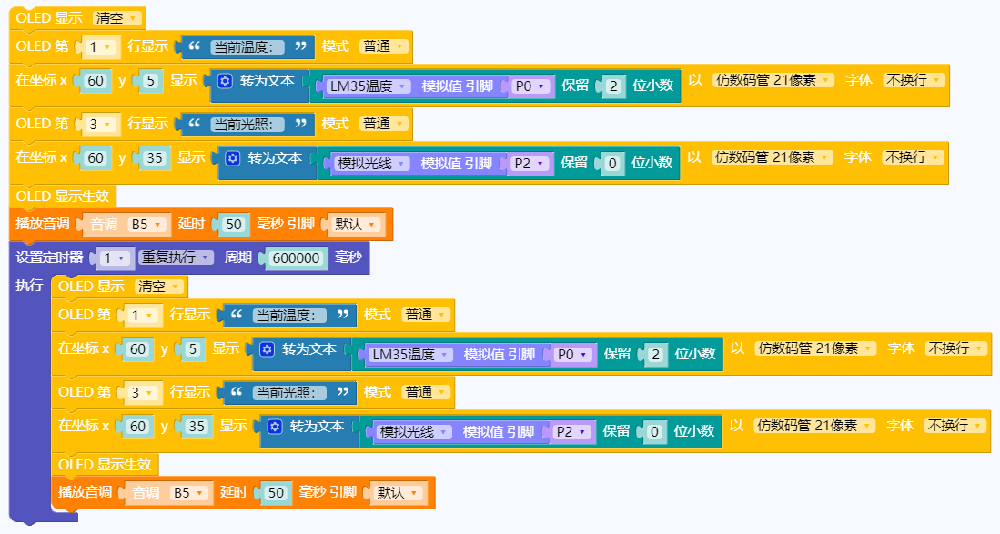 OLED 显示 清空
OLED 第 1 行显示 “ 当前温度： ” 模式 普通
在坐标 x 60 y 5 显示 转为文本 LM35温度 模拟值 引脚 P0 保留 2 位小数 以 仿数码管 21像素 字体 不换行
OLED 第 3 行显示 “ 当前光照： ” 模式 普通
在坐标 x 60 y 35 显示 转为文本 模拟光线 模拟值 引脚 P2 保留 0 位小数 以 仿数码管 21像素 字体 不换行
OLED 显示生效
播放音调 音调 B5 延时 50 毫秒 引脚 默认
设置定时器 1 重复执行 周期 600000 毫秒
执行 OLED 显示 清空
OLED 第 1 行显示 “ 当前温度： ” 模式 普通
在坐标 x 60 y 5 显示 转为文本 LM35温度 模拟值 引脚 P0 保留 2 位小数 以 仿数码管 21像素 字体 不换行
OLED 第 3 行显示 “ 当前光照： ” 模式 普通
在坐标 x 60 y 35 显示 转为文本 模拟光线 模拟值 引脚 P2 保留 0 位小数 以 仿数码管 21像素 字体 不换行
OLED 显示生效
播放音调 音调 B5 延时 50 毫秒 引脚 默认